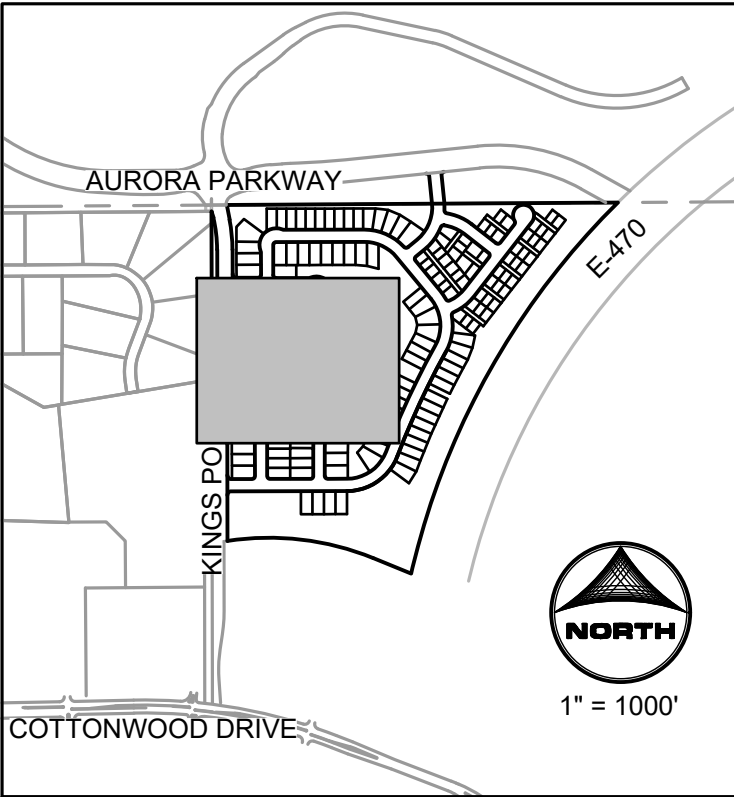 AURORA PARKWAY
E-470
KINGS PO
NORTH
1" = 1000'
COTTONWOOD DRIVE